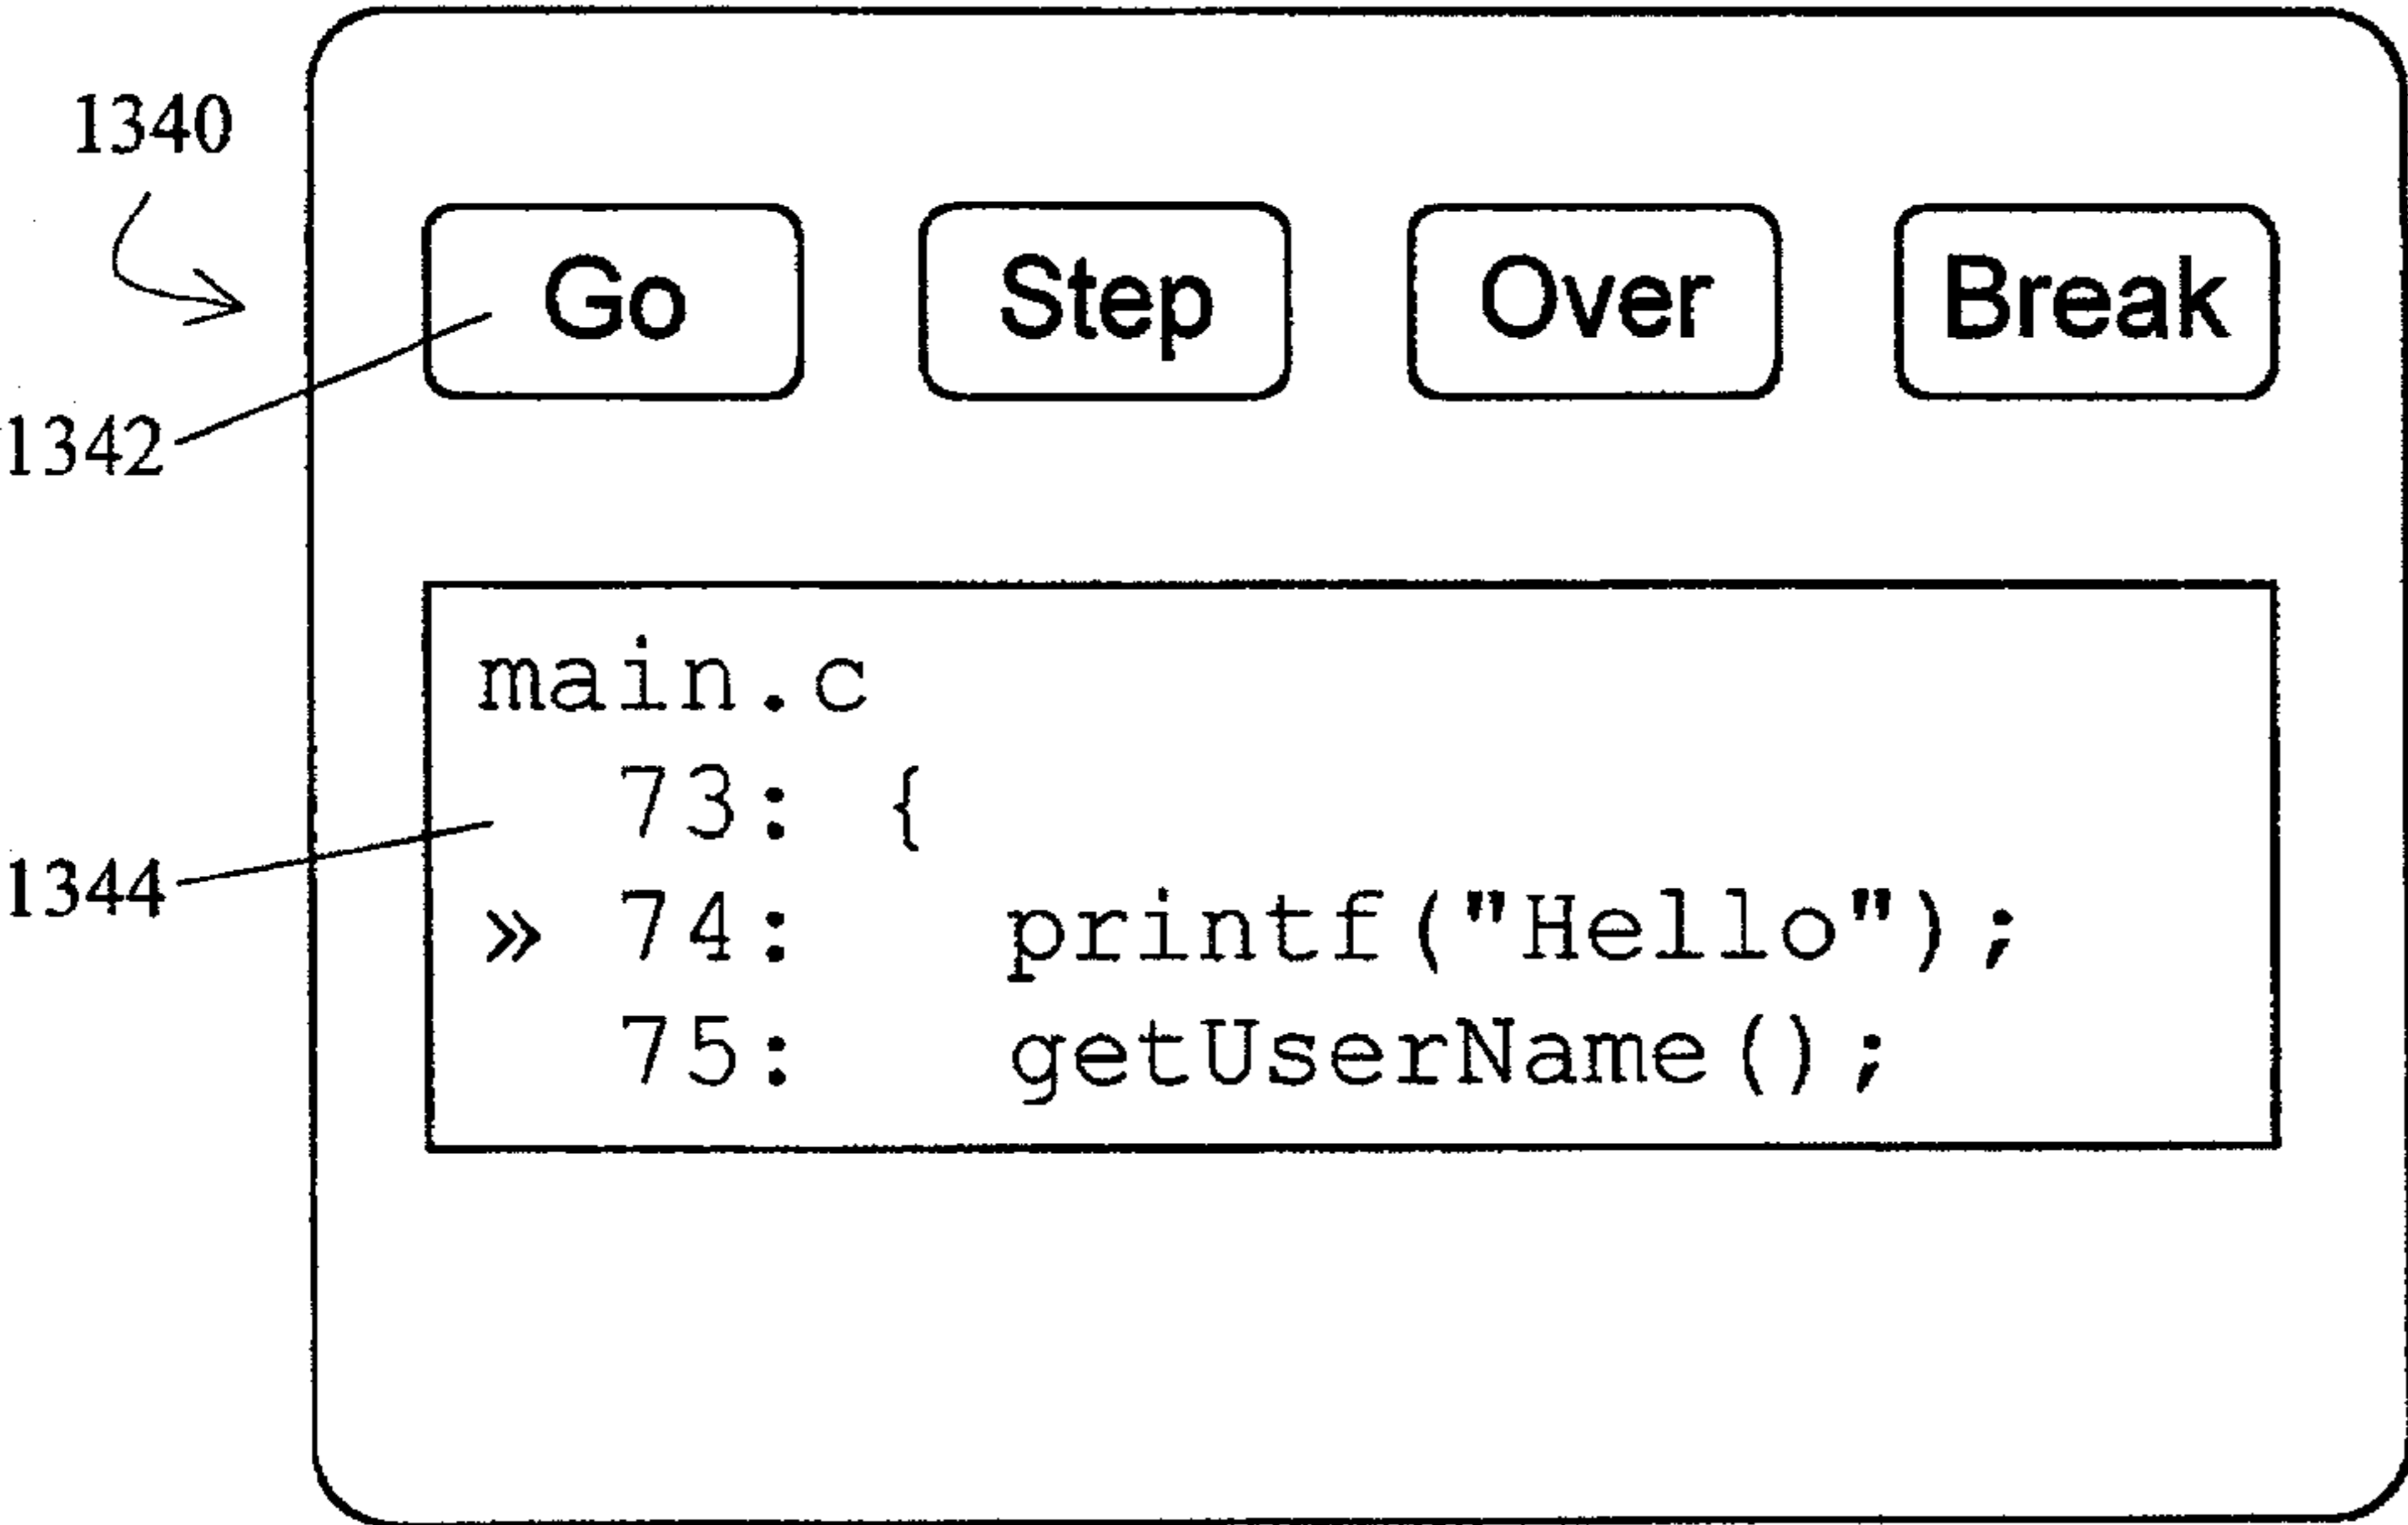 1340
Go Step Over Break
1342
main.c
73: {
1344
» 74: printf("Hello");
75: getUserName();